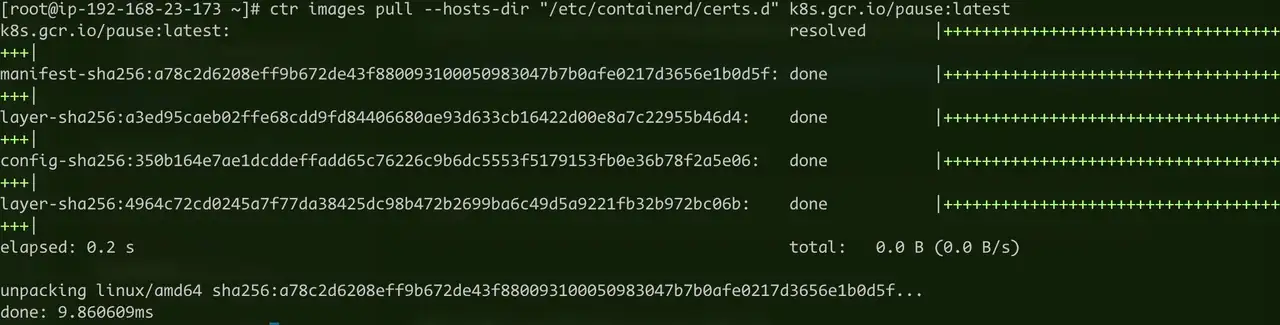 [root@ip-192-168-23-173 ~]# ctr images pull --hosts-dir "/etc/containerd/certs.d" k8s.gcr.io/pause:latest
k8s.gcr.io/pause:latest: resolved |+++++++++++++++++++++++++++++++++++
+++|
manifest-sha256:a78c2d6208eff9b672de43f880093100050983047b7b0afe0217d3656e1b0d5f: done |+++++++++++++++++++++++++++++++++++
+++|
layer-sha256:a3ed95caeb02ffe68cdd9fd84406680ae93d633cb16422d00e8a7c22955b46d4: done |+++++++++++++++++++++++++++++++++++
+++|
config-sha256:350b164e7ae1dcddeffadd65c76226c9b6dc5553f5179153fb0e36b78f2a5e06: done |+++++++++++++++++++++++++++++++++++
+++|
layer-sha256:4964c72cd0245a7f77da38425dc98b472b2699ba6c49d5a9221fb32b972bc06b: done |+++++++++++++++++++++++++++++++++++
+++|
elapsed: 0.2 s total: 0.0 B (0.0 B/s)
unpacking linux/amd64 sha256:a78c2d6208eff9b672de43f880093100050983047b7b0afe0217d3656e1b0d5f...
done: 9.860609ms